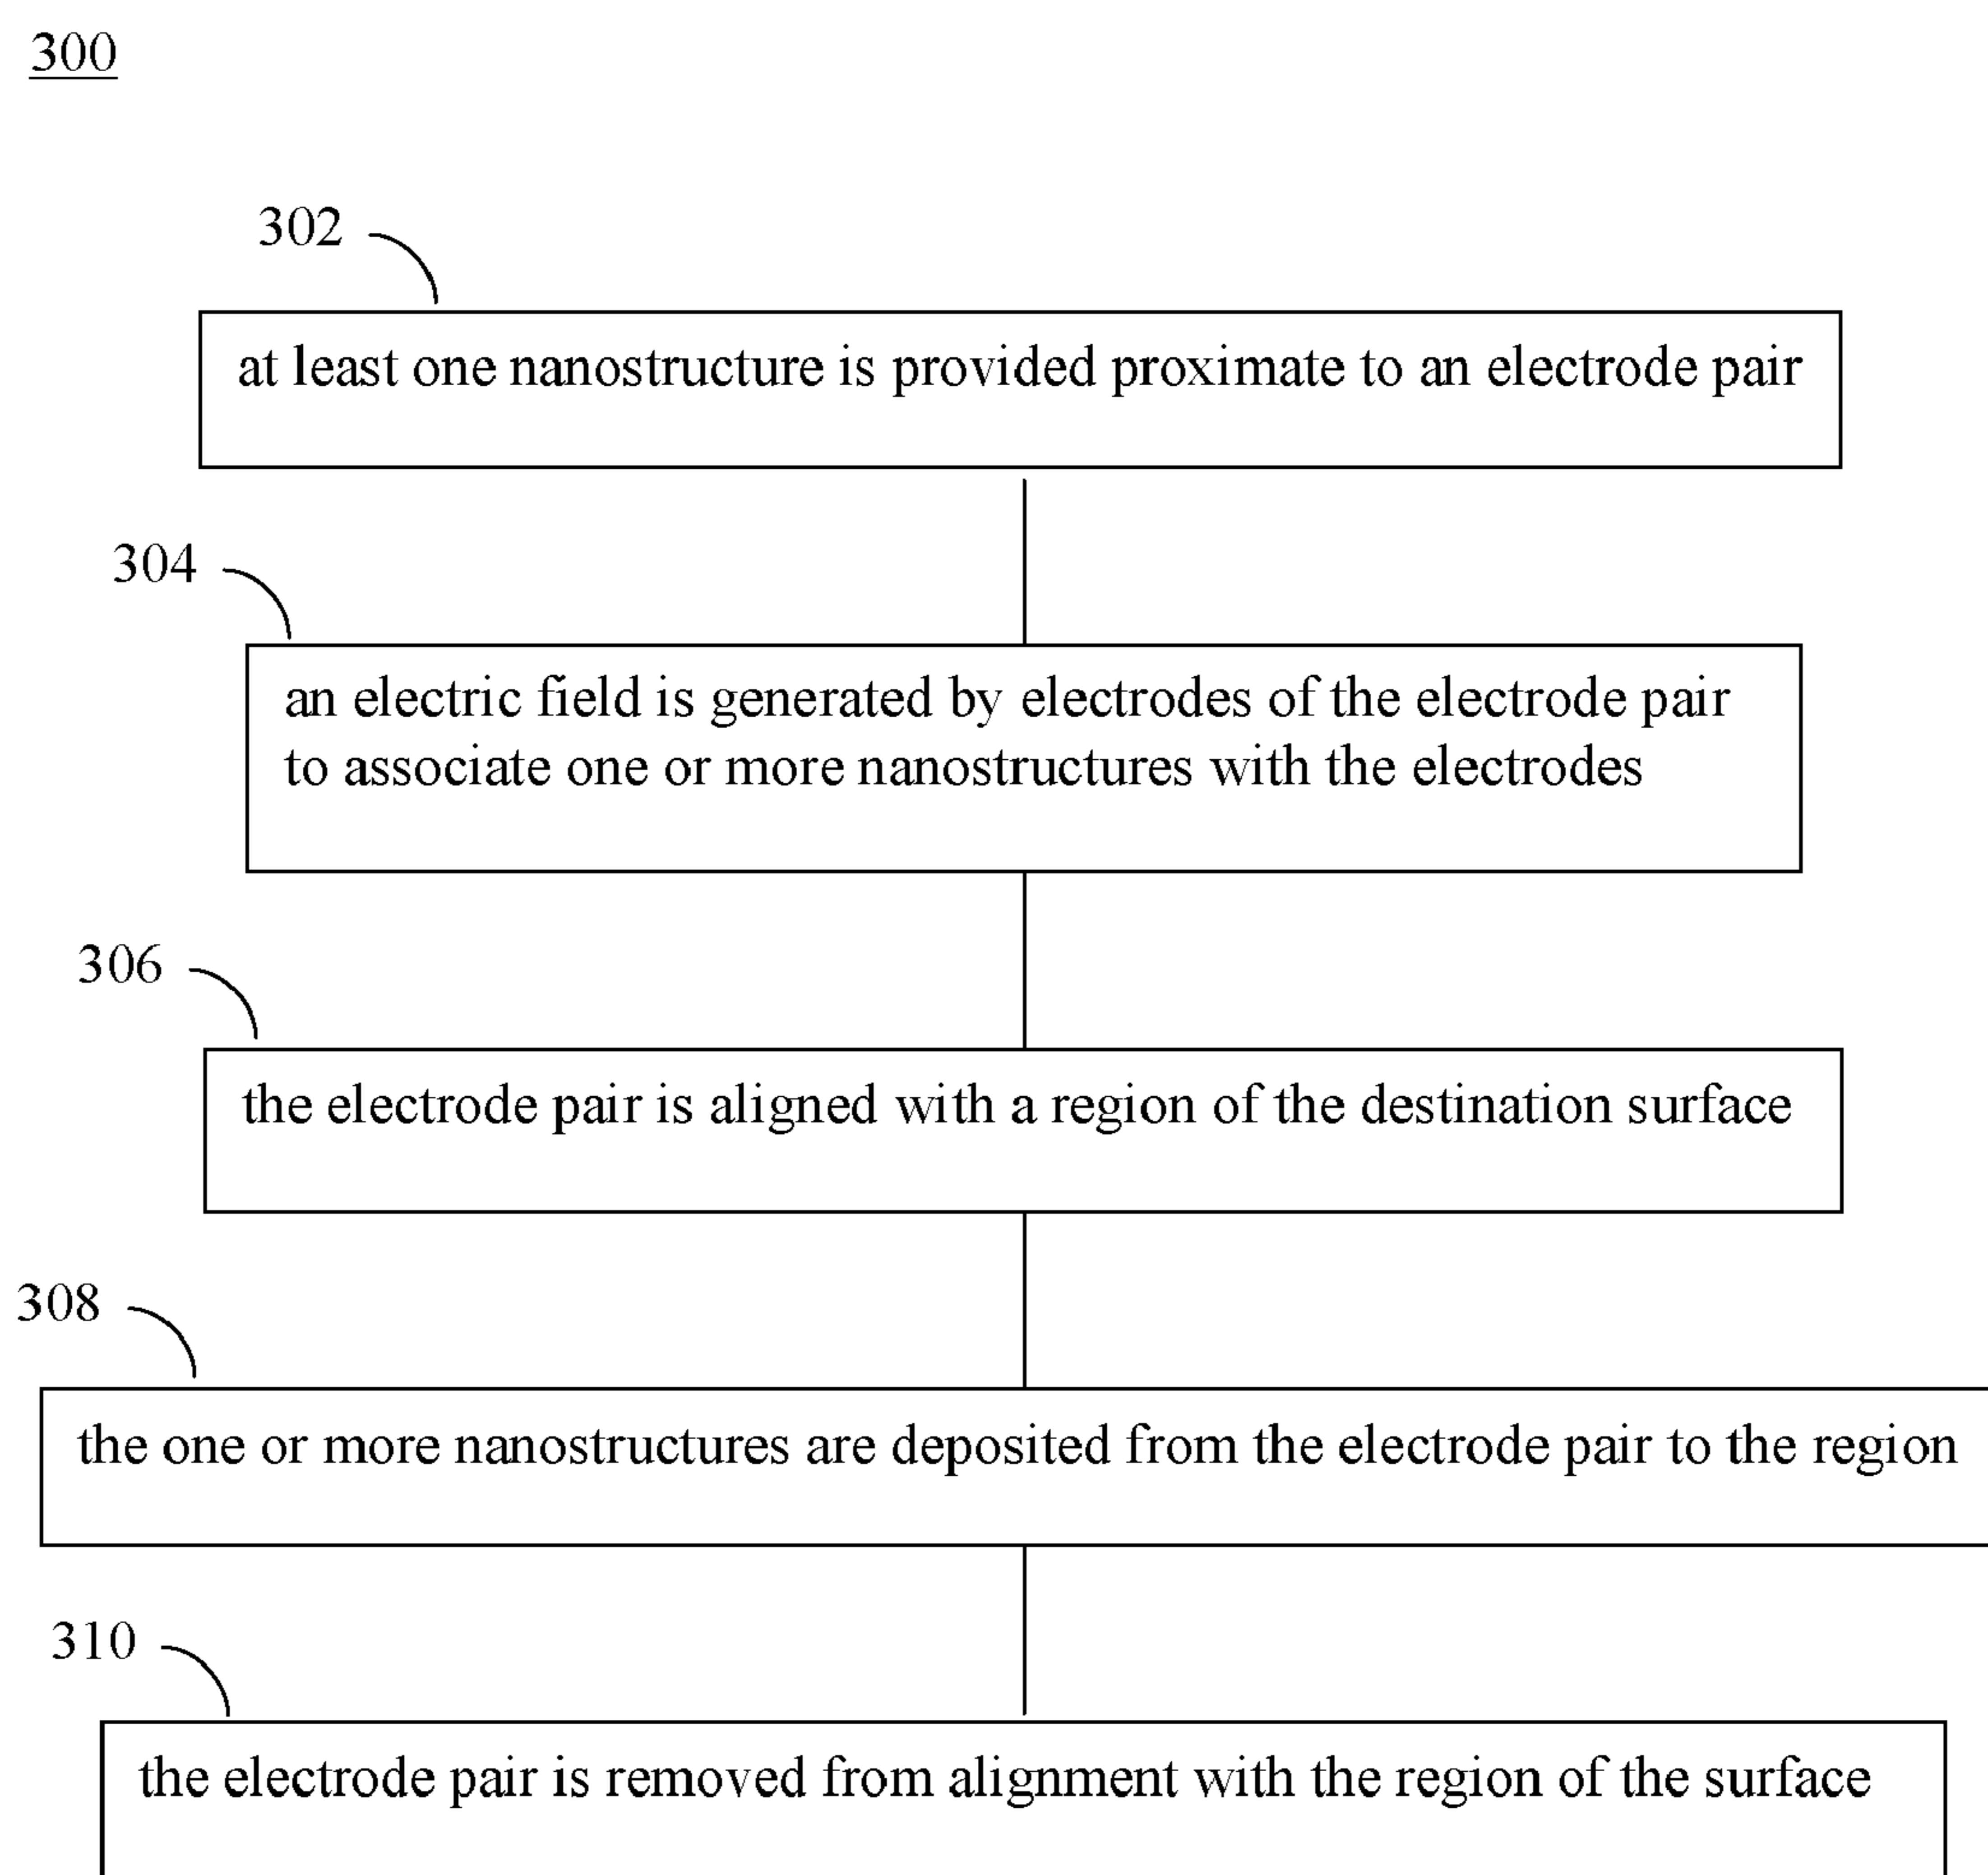 300
302
at least one nanostructure is provided proximate to an electrode pair
304
an electric field is generated by electrodes of the electrode pair
to associate one or more nanostructures with the electrodes
306
the electrode pair is aligned with a region of the destination surface
308
the one or more nanostructures are deposited from the electrode pair to the region
310
the electrode pair is removed from alignment with the region of the surface